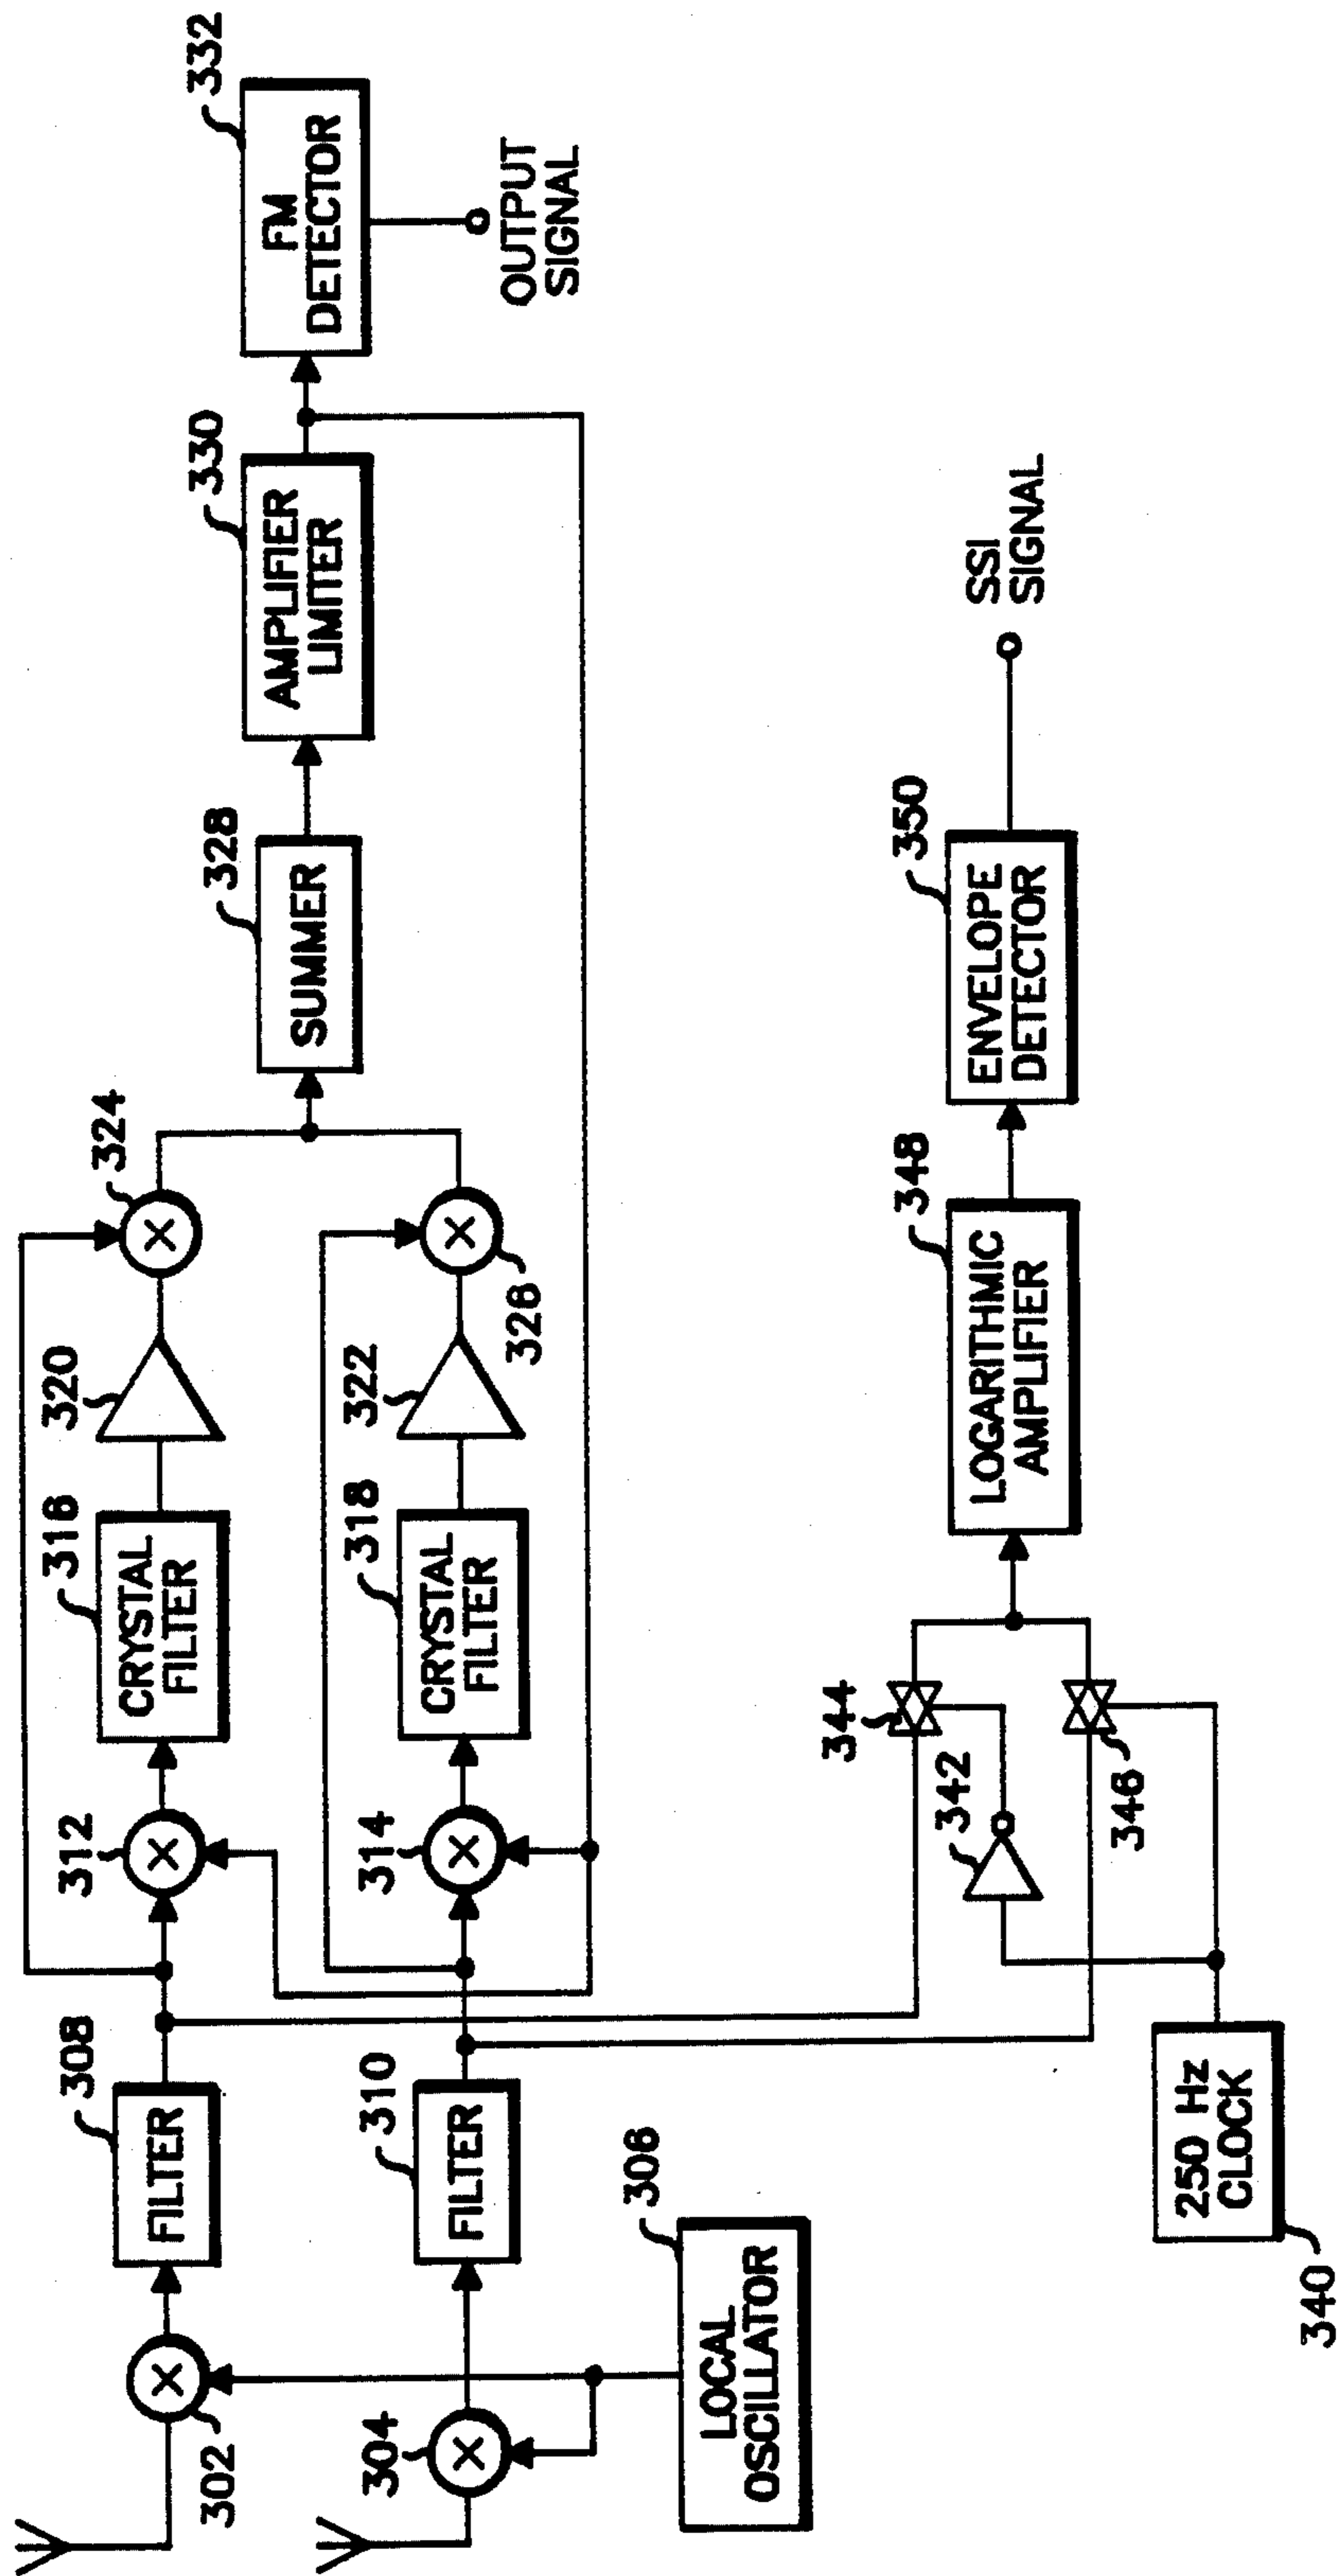 302
304
LOCAL
OSCILLATOR
306
FILTER
308
FILTER
310
312
314
CRYSTAL
FILTER
316
CRYSTAL
FILTER
318
320
322
324
326
SUMMER
328
AMPLIFIER
LIMITER
330
FM
DETECTOR
332
OUTPUT
SIGNAL
250 Hz
CLOCK
340
342
344
346
LOGARITHMIC
AMPLIFIER
348
ENVELOPE
DETECTOR
350
SSI
SIGNAL